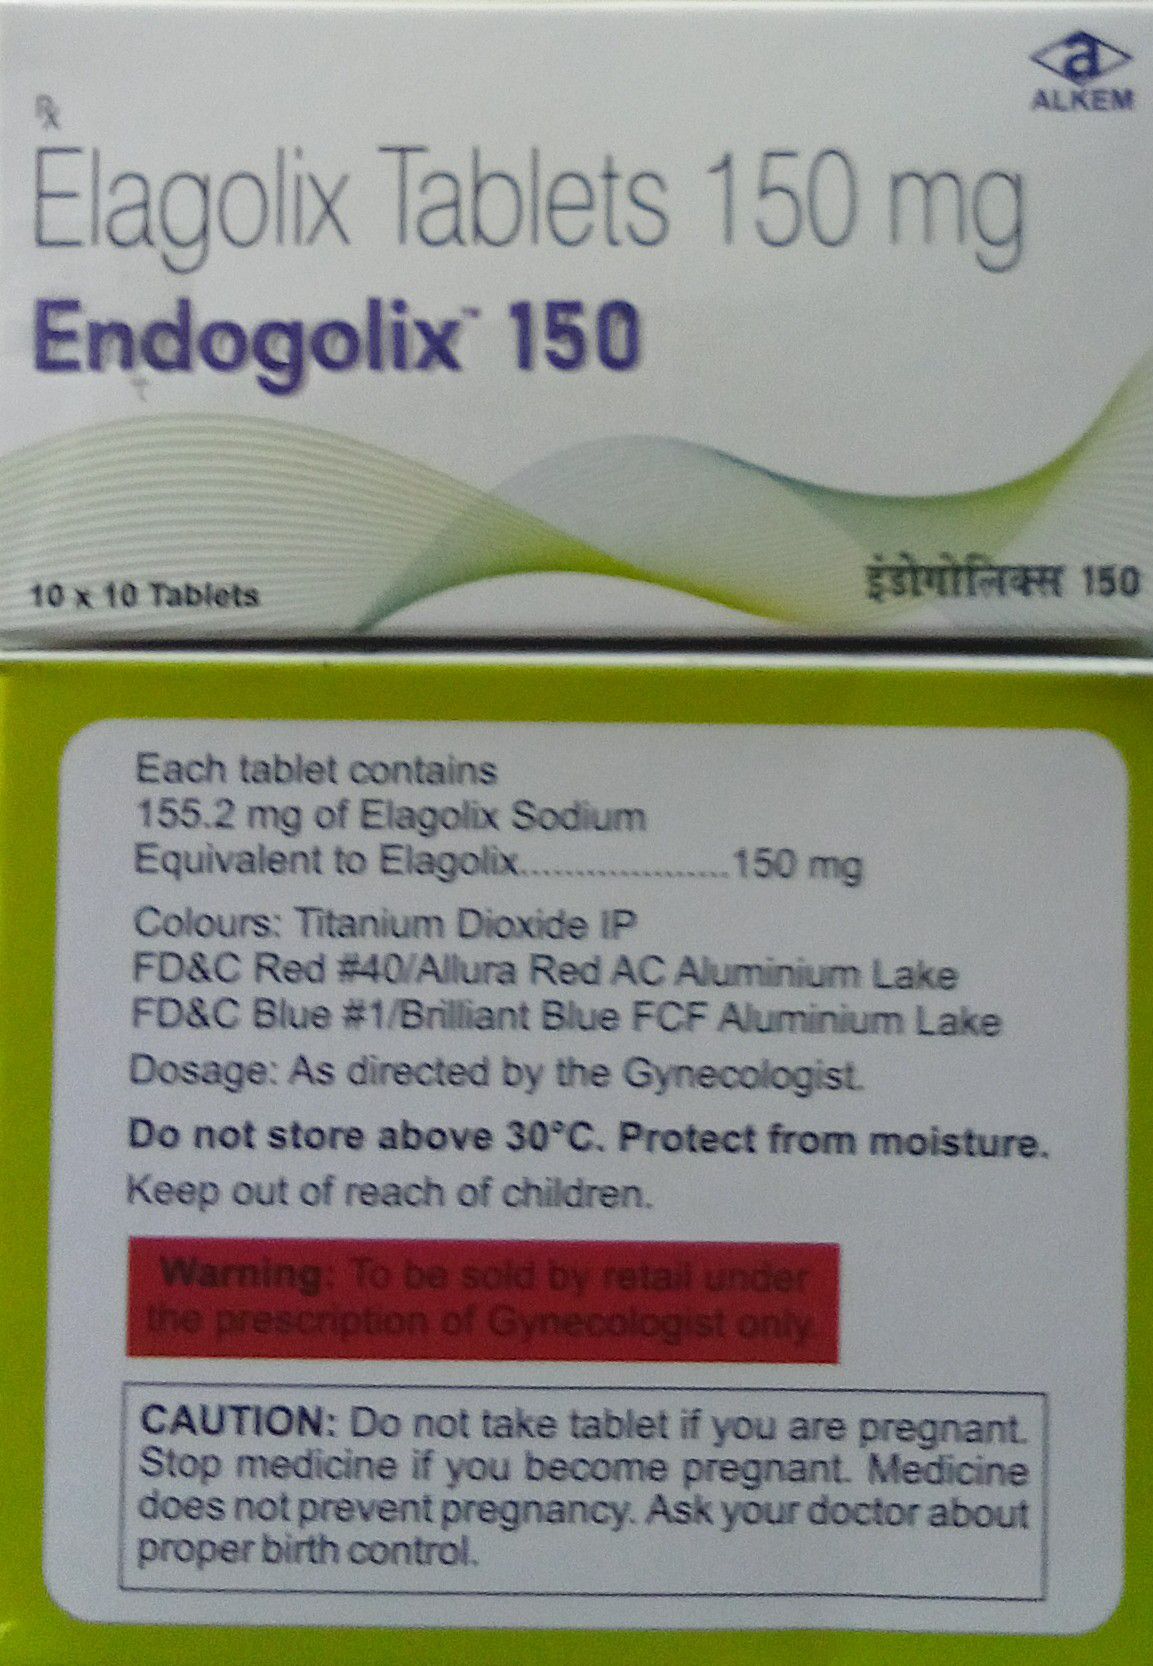 a
ALKEM
Rx
Elagolix Tablets 150 mg
Endogolix™ 150
10 x 10 Tablets
इंडोगोलिक्स 150
Each tablet contains
155.2 mg of Elagolix Sodium
Equivalent to Elagolix....................150 mg
Colours: Titanium Dioxide IP
FD&C Red #40/Allura Red AC Aluminium Lake
FD&C Blue #1/Brilliant Blue FCF Aluminium Lake
Dosage: As directed by the Gynecologist.
Do not store above 30°C. Protect from moisture.
Keep out of reach of children.
Warning: To be sold by retail under
the prescription of Gynecologist only.
CAUTION: Do not take tablet if you are pregnant.
Stop medicine if you become pregnant. Medicine
does not prevent pregnancy. Ask your doctor about
proper birth control.